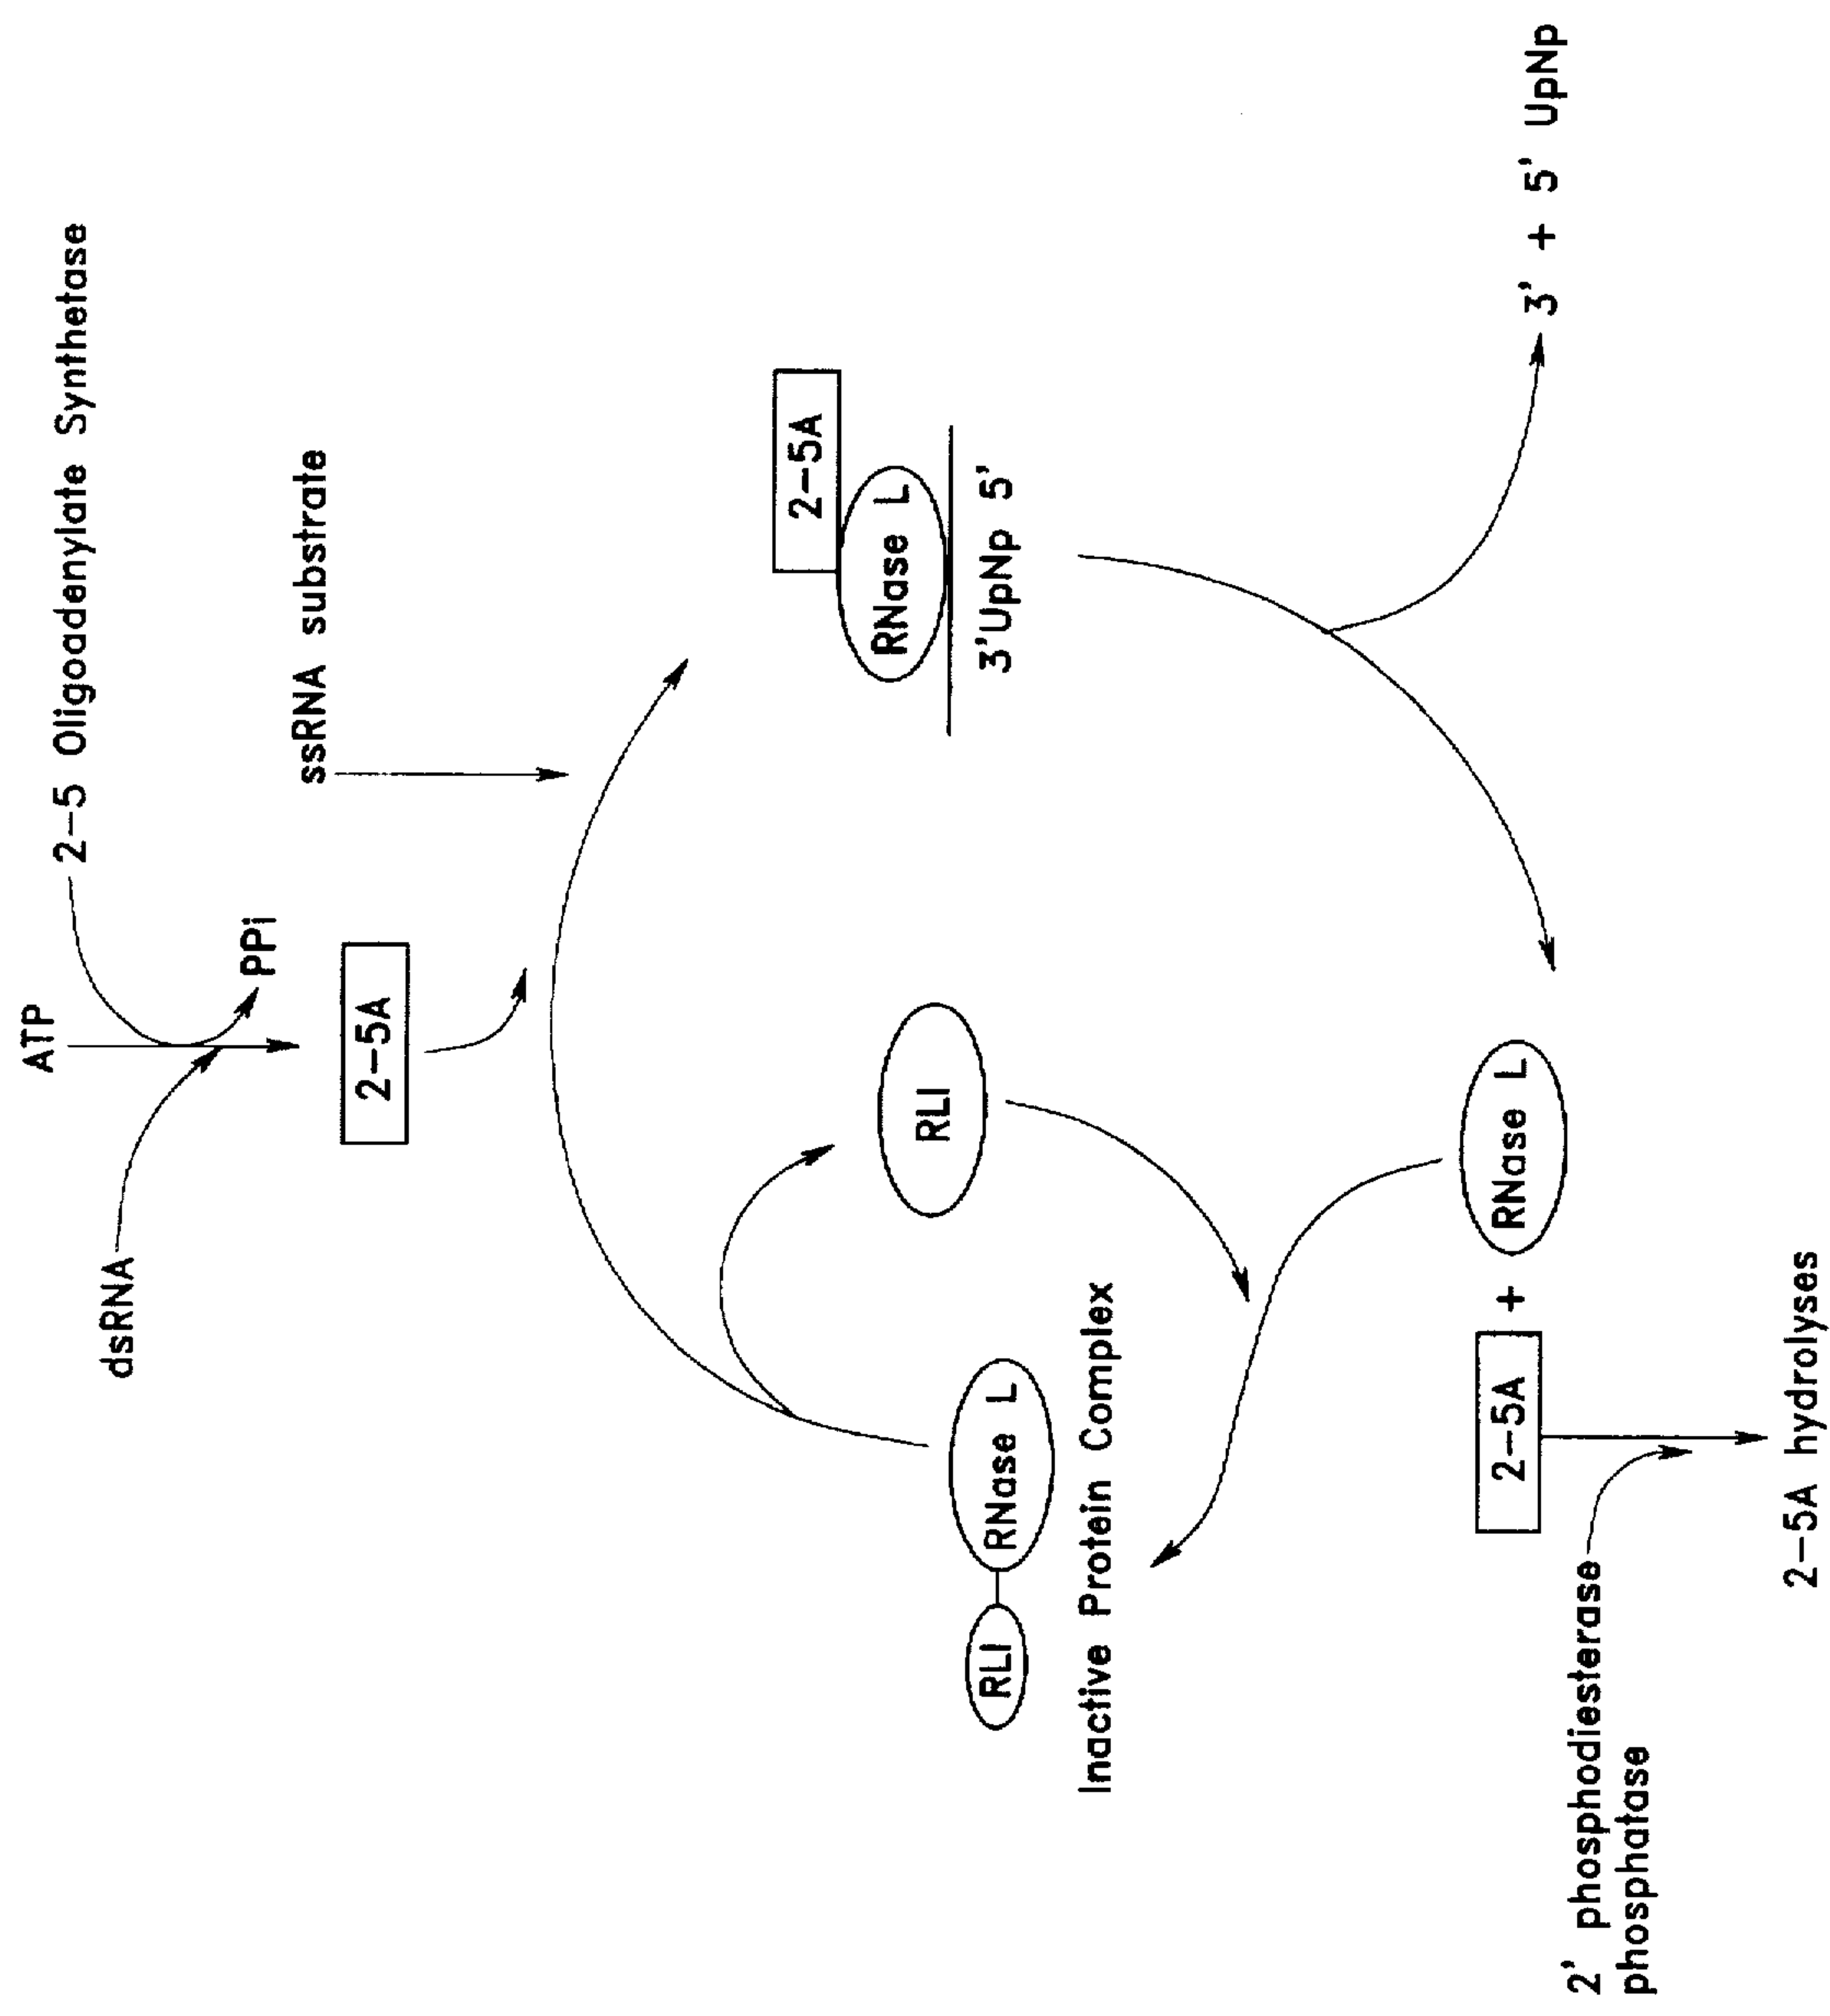 ATP
2-5 Oligoadenylate Synthetase
dsRNA
PPi
ssRNA substrate
2-5A
2-5A
RNase L
3'UpNp 5'
RLI
RLI
RNase L
Inactive Protein Complex
2-5A + RNase L
3' + 5' UpNp
2' phosphodiesterase
phosphatase
2-5A hydrolyses